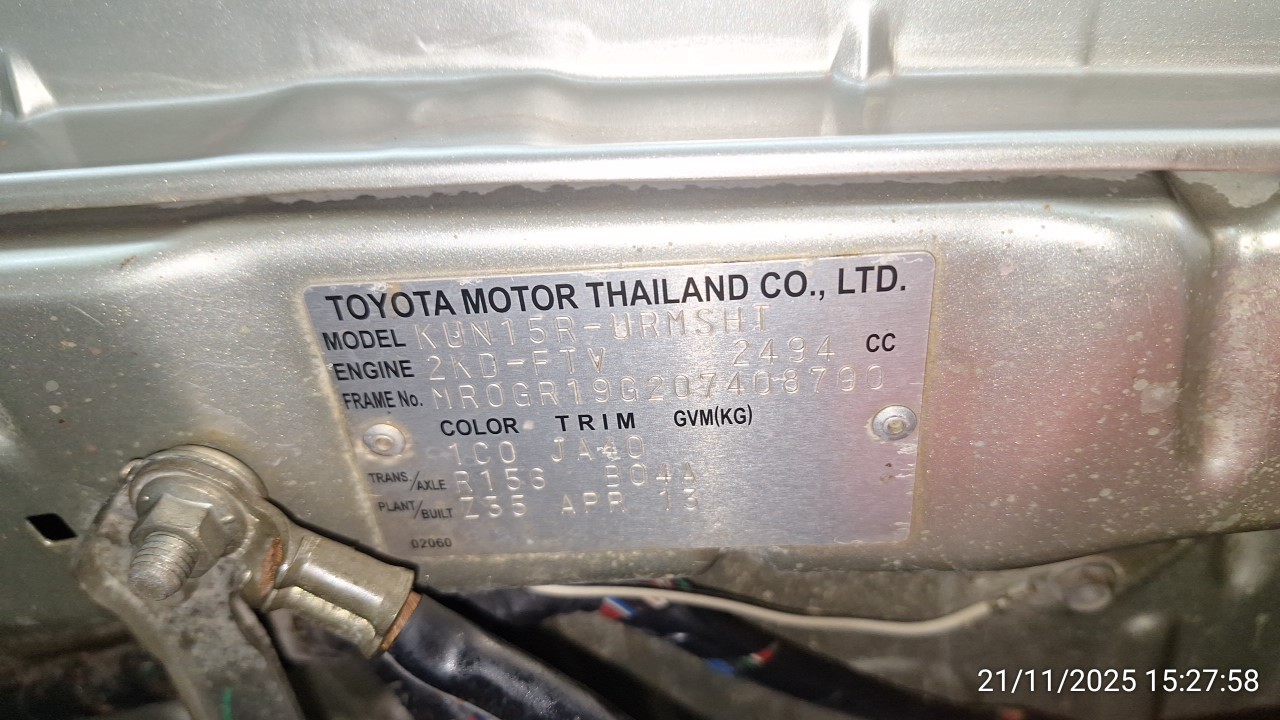 TOYOTA MOTOR THAILAND CO., LTD.
MODEL KUN15R-URMSHT
ENGINE 2KD-FTV 2494 CC
FRAME No. MR0GR19G207408790
COLOR TRIM GVM(KG)
1C0 JA40
TRANS./AXLE R156 E04A
PLANT/BUILT Z35 APR 13
02060
21/11/2025 15:27:58